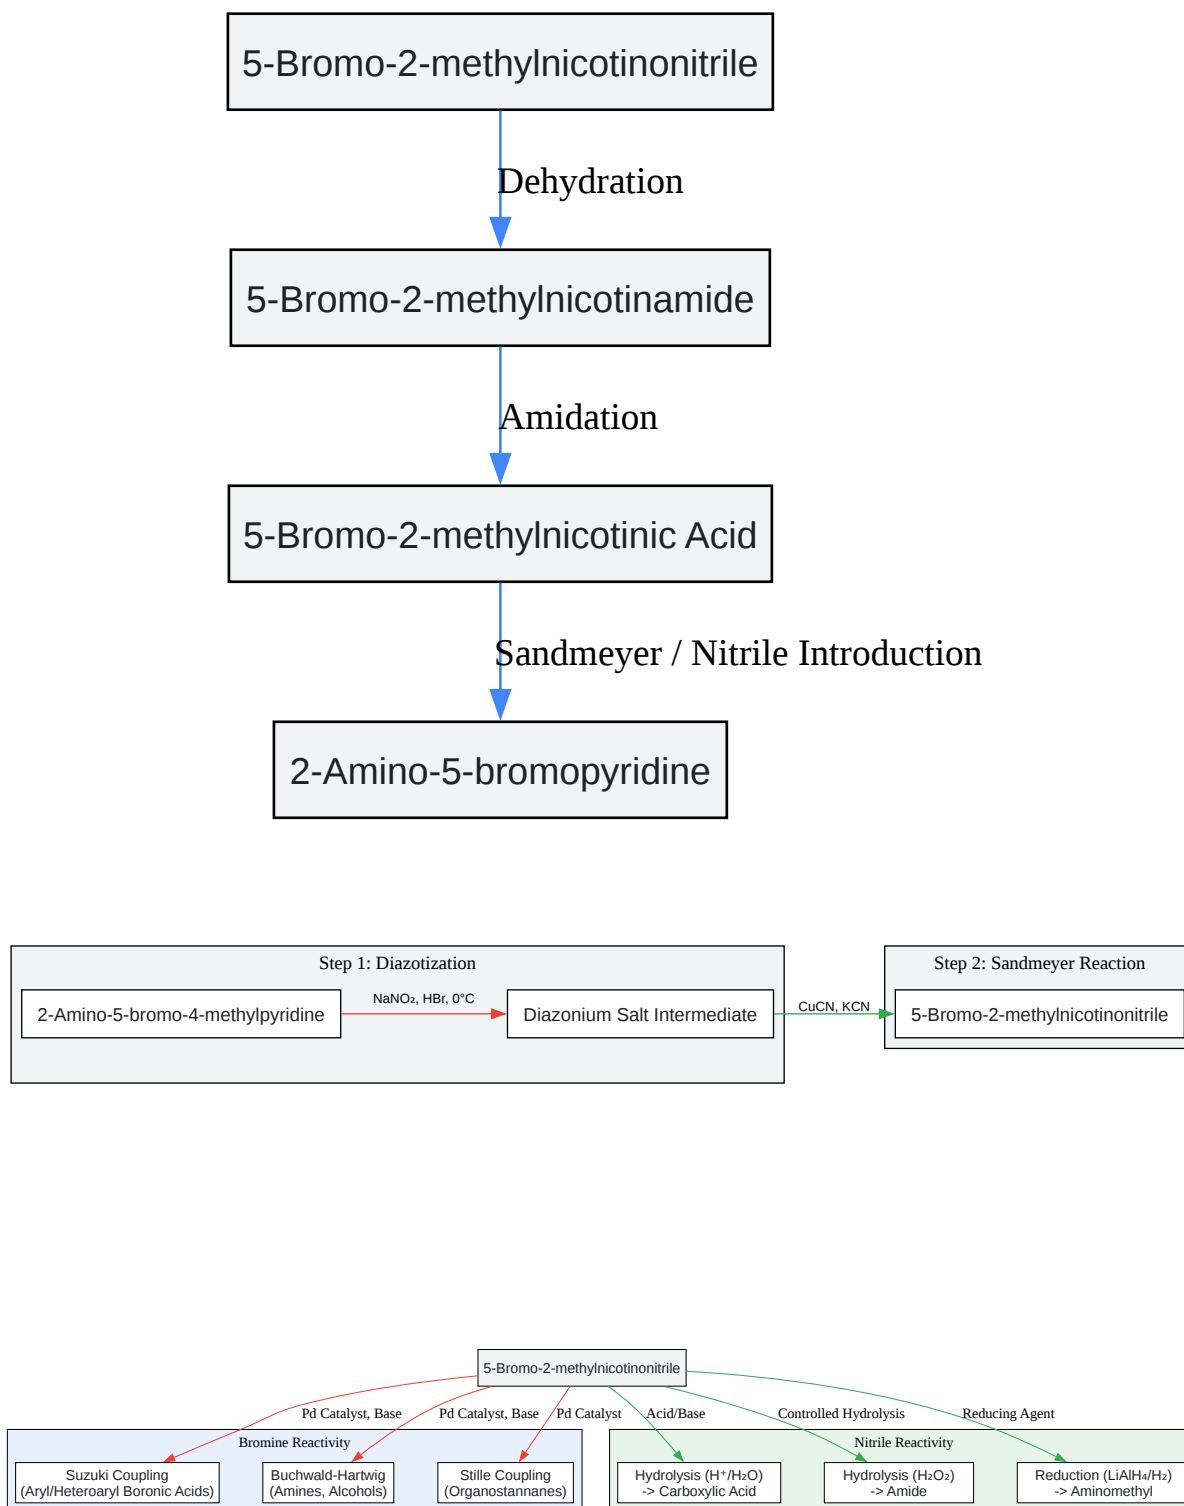 5-Bromo-2-methylnicotinonitrile
Dehydration
5-Bromo-2-methylnicotinamide
Amidation
5-Bromo-2-methylnicotinic Acid
Sandmeyer / Nitrile Introduction
2-Amino-5-bromopyridine
Step 1: Diazotization
2-Amino-5-bromo-4-methylpyridine
NaNO₂, HBr, 0°C
Diazonium Salt Intermediate
CuCN, KCN
Step 2: Sandmeyer Reaction
5-Bromo-2-methylnicotinonitrile
5-Bromo-2-methylnicotinonitrile
Pd Catalyst, Base
Pd Catalyst, Base
Pd Catalyst
Acid/Base
Controlled Hydrolysis
Reducing Agent
Bromine Reactivity
Suzuki Coupling
(Aryl/Heteroaryl Boronic Acids)
Buchwald-Hartwig
(Amines, Alcohols)
Stille Coupling
(Organostannanes)
Nitrile Reactivity
Hydrolysis (H⁺/H₂O)
-> Carboxylic Acid
Hydrolysis (H₂O₂)
-> Amide
Reduction (LiAlH₄/H₂)
-> Aminomethyl